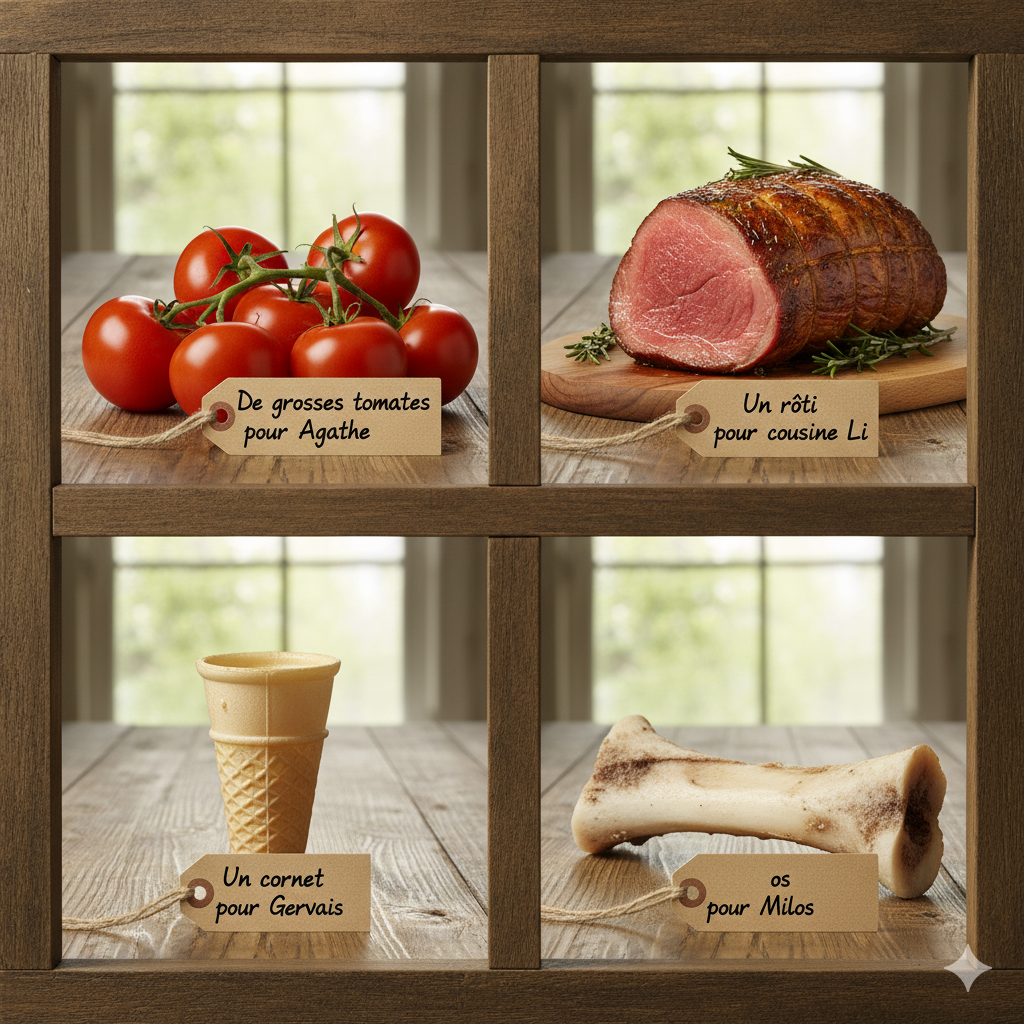 De grosses tomates
pour Agathe
Un rôti
pour cousine Li
Un cornet
pour Gervais
os
pour Milos